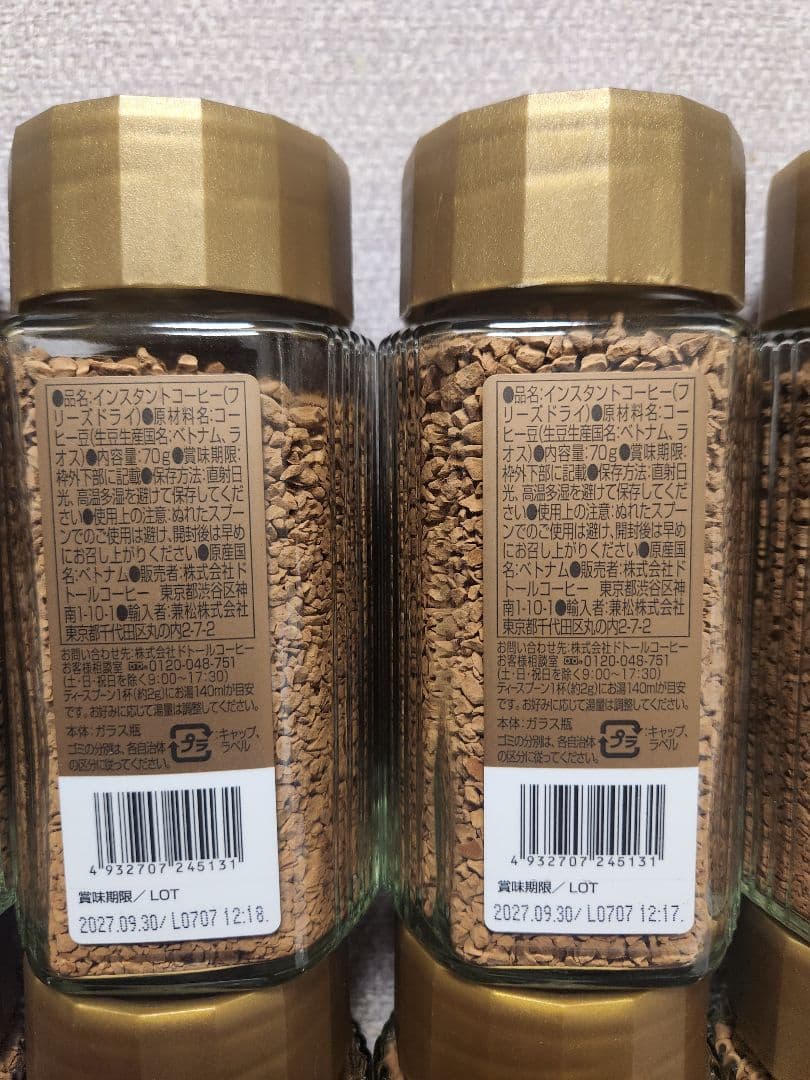 ●品名:インスタントコーヒー(フ
リーズドライ)●原材料名:コー
ヒー豆(生豆生産国名:ベトナム、ラ
オス)●内容量:70g●賞味期限:
枠外下部に記載●保存方法:直射日
光、高温多湿を避けて保存してくだ
さい●使用上の注意:ぬれたスプー
ンでのご使用は避け、開封後は早め
にお召し上がりください●原産国
名:ベトナム●販売者:株式会社ド
トールコーヒー 東京都渋谷区神
南1-10-1●輸入者:兼松株式会社
東京都千代田区丸の内2-7-2
お問い合わせ先:株式会社ドトールコーヒー
お客様相談室 0120-048-751
(土・日・祝日を除く9:00~17:30)
ティースプーン1杯(約2g)にお湯140mlが目安
です。お好みに応じて湯量は調整してください。
本体:ガラス瓶
プラ
:キャップ、
ラベル
ゴミの分別は、各自治体
の区分に従ってください。
4932707245131
賞味期限/LOT
2027.09.30/L0707 12:18.
●品名:インスタントコーヒー(フ
リーズドライ)●原材料名:コー
ヒー豆(生豆生産国名:ベトナム、ラ
オス)●内容量:70g●賞味期限:
枠外下部に記載●保存方法:直射日
光、高温多湿を避けて保存してくだ
さい●使用上の注意:ぬれたスプー
ンでのご使用は避け、開封後は早め
にお召し上がりください●原産国
名:ベトナム●販売者:株式会社ド
トールコーヒー 東京都渋谷区神
南1-10-1●輸入者:兼松株式会社
東京都千代田区丸の内2-7-2
お問い合わせ先:株式会社ドトールコーヒー
お客様相談室 0120-048-751
(土・日・祝日を除く9:00~17:30)
ティースプーン1杯(約2g)にお湯140mlが目安
です。お好みに応じて湯量は調整してください。
本体:ガラス瓶
プラ
:キャップ、
ラベル
ゴミの分別は、各自治体
の区分に従ってください。
4932707245131
賞味期限/LOT
2027.09.30/L0707 12:17.